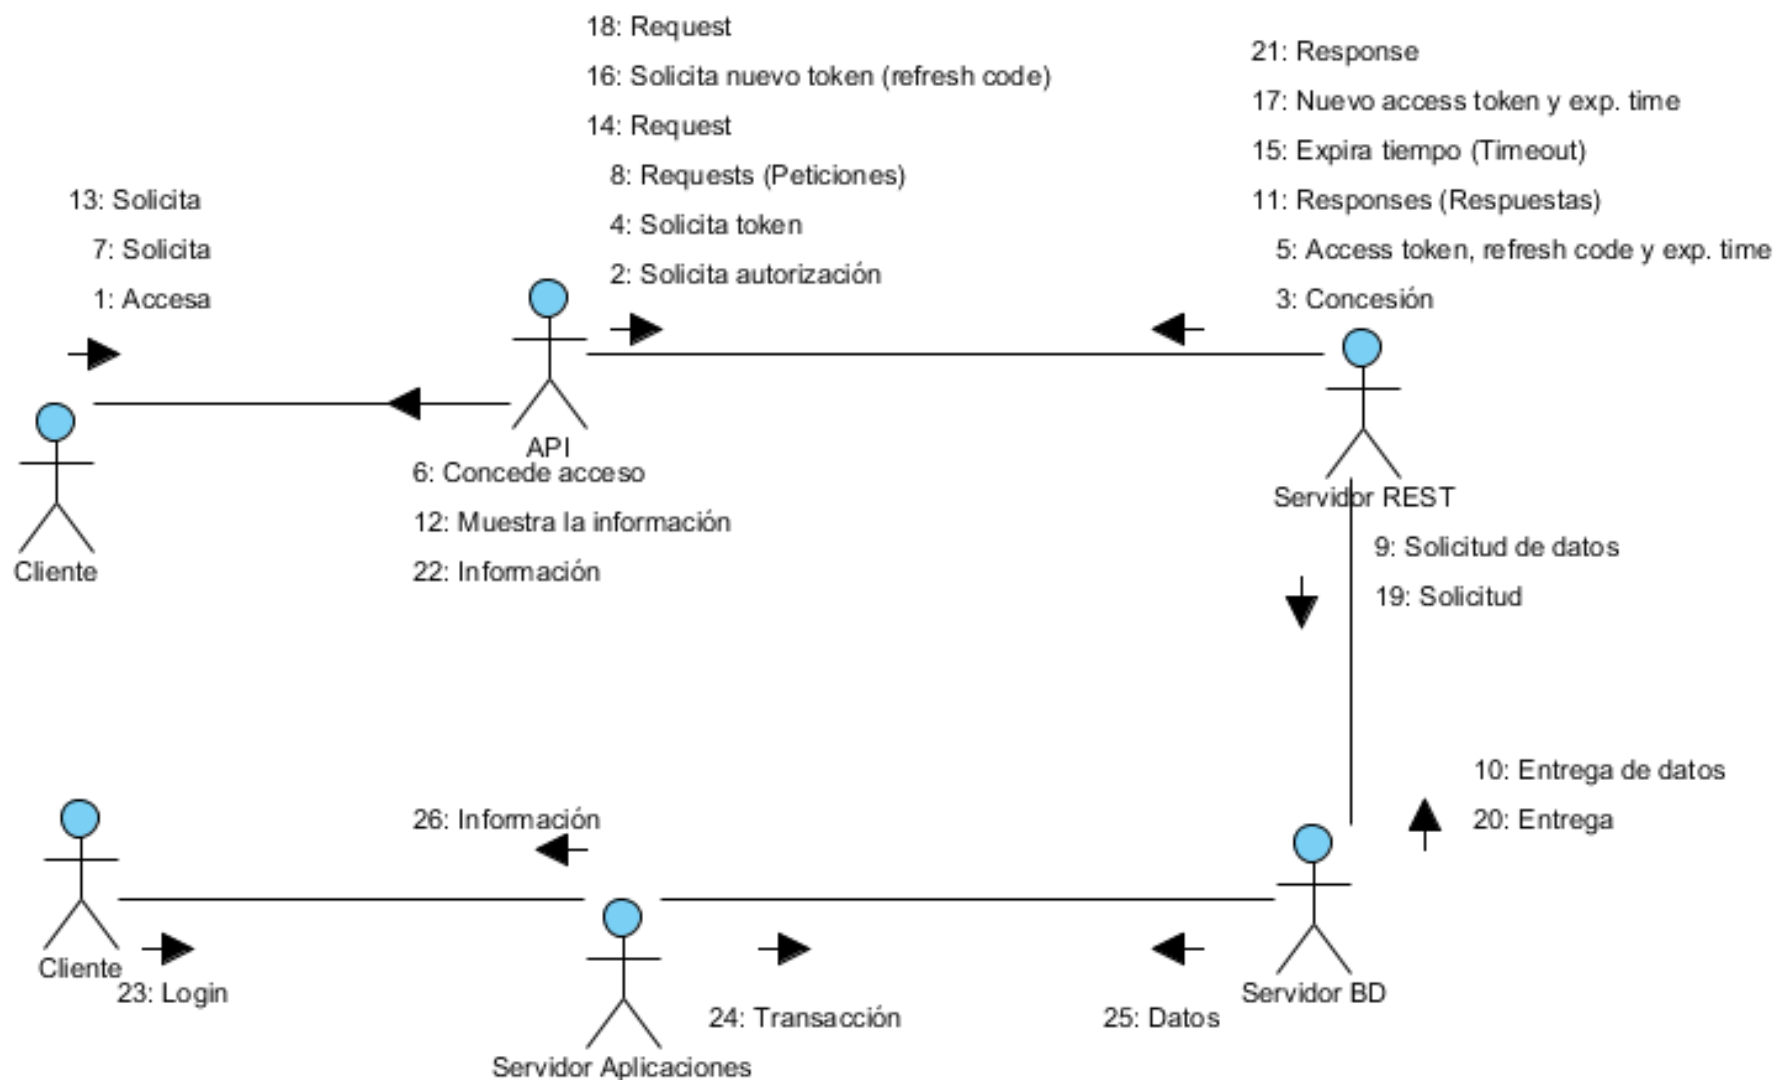 18: Request
16: Solicita nuevo token (refresh code)
14: Request
8: Requests (Peticiones)
4: Solicita token
2: Solicita autorización
21: Response
17: Nuevo access token y exp. time
15: Expira tiempo (Timeout)
11: Responses (Respuestas)
5: Access token, refresh code y exp. time
3: Concesión
13: Solicita
7: Solicita
1: Accesa
API
6: Concede acceso
12: Muestra la información
22: Información
Cliente
Servidor REST
9: Solicitud de datos
19: Solicitud
10: Entrega de datos
20: Entrega
26: Información
Cliente
23: Login
Servidor Aplicaciones
24: Transacción
25: Datos
Servidor BD